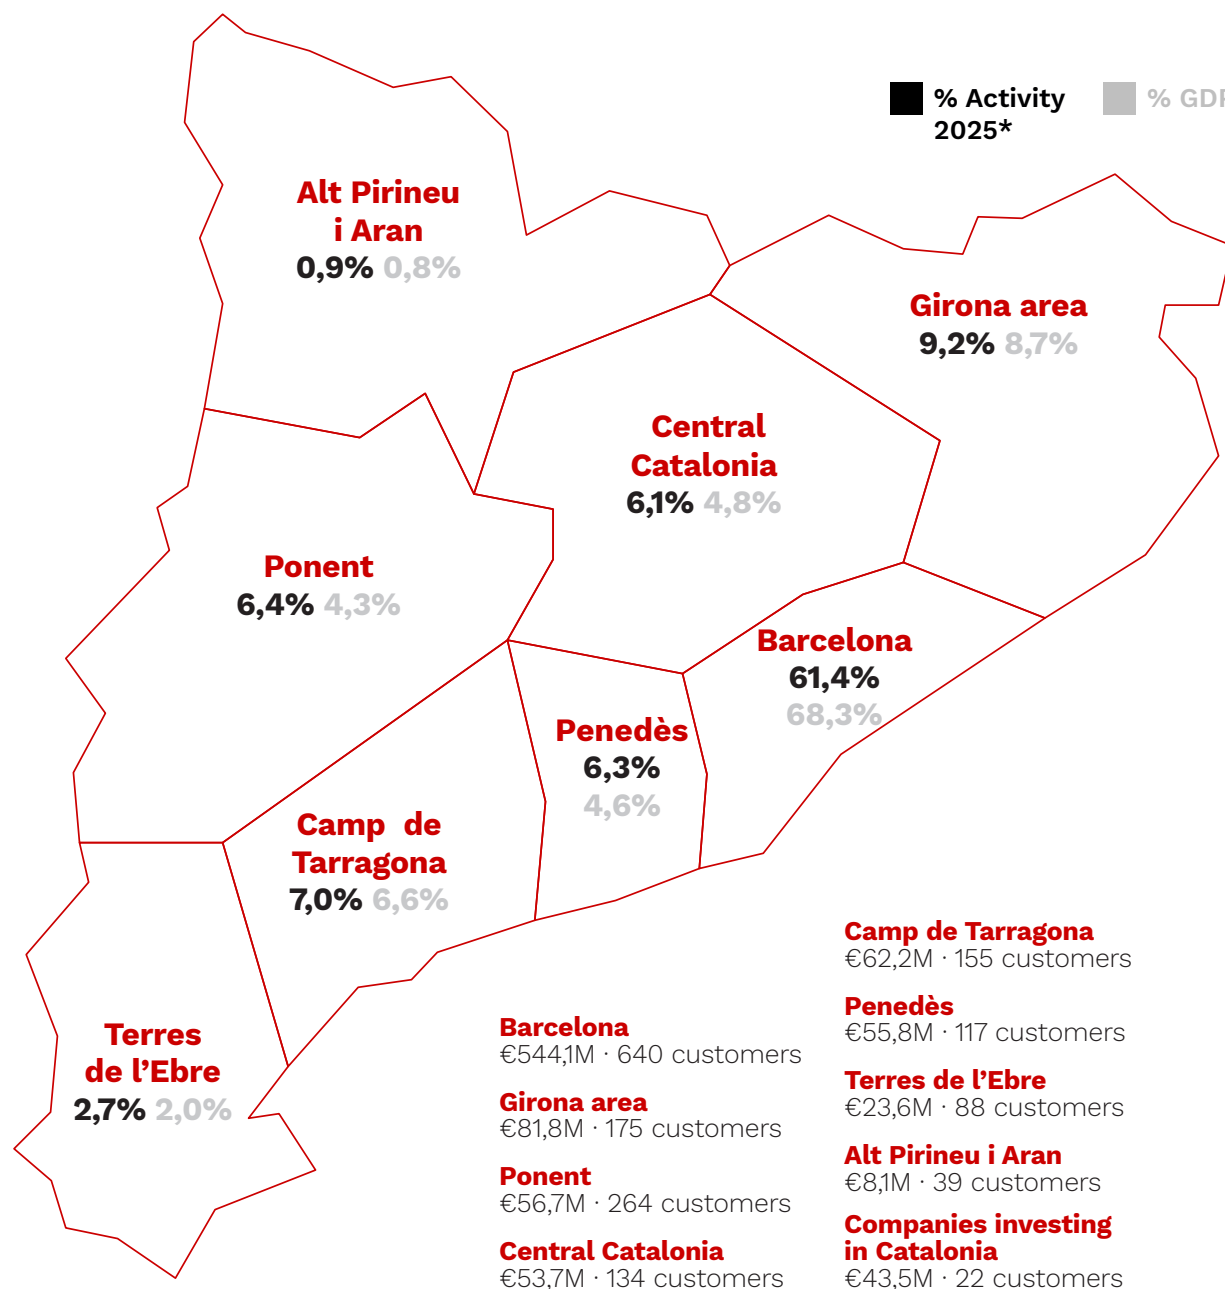 % Activity
2025*
% GDP
Alt Pirineu
i Aran
0,9% 0,8%
Girona area
9,2% 8,7%
Central
Catalonia
6,1% 4,8%
Ponent
6,4% 4,3%
Barcelona
61,4%
68,3%
Penedès
6,3%
4,6%
Camp de
Tarragona
7,0% 6,6%
Terres
de l’Ebre
2,7% 2,0%
Barcelona
€544,1M · 640 customers
Girona area
€81,8M · 175 customers
Ponent
€56,7M · 264 customers
Central Catalonia
€53,7M · 134 customers
Camp de Tarragona
€62,2M · 155 customers
Penedès
€55,8M · 117 customers
Terres de l’Ebre
€23,6M · 88 customers
Alt Pirineu i Aran
€8,1M · 39 customers
Companies investing
in Catalonia
€43,5M · 22 customers